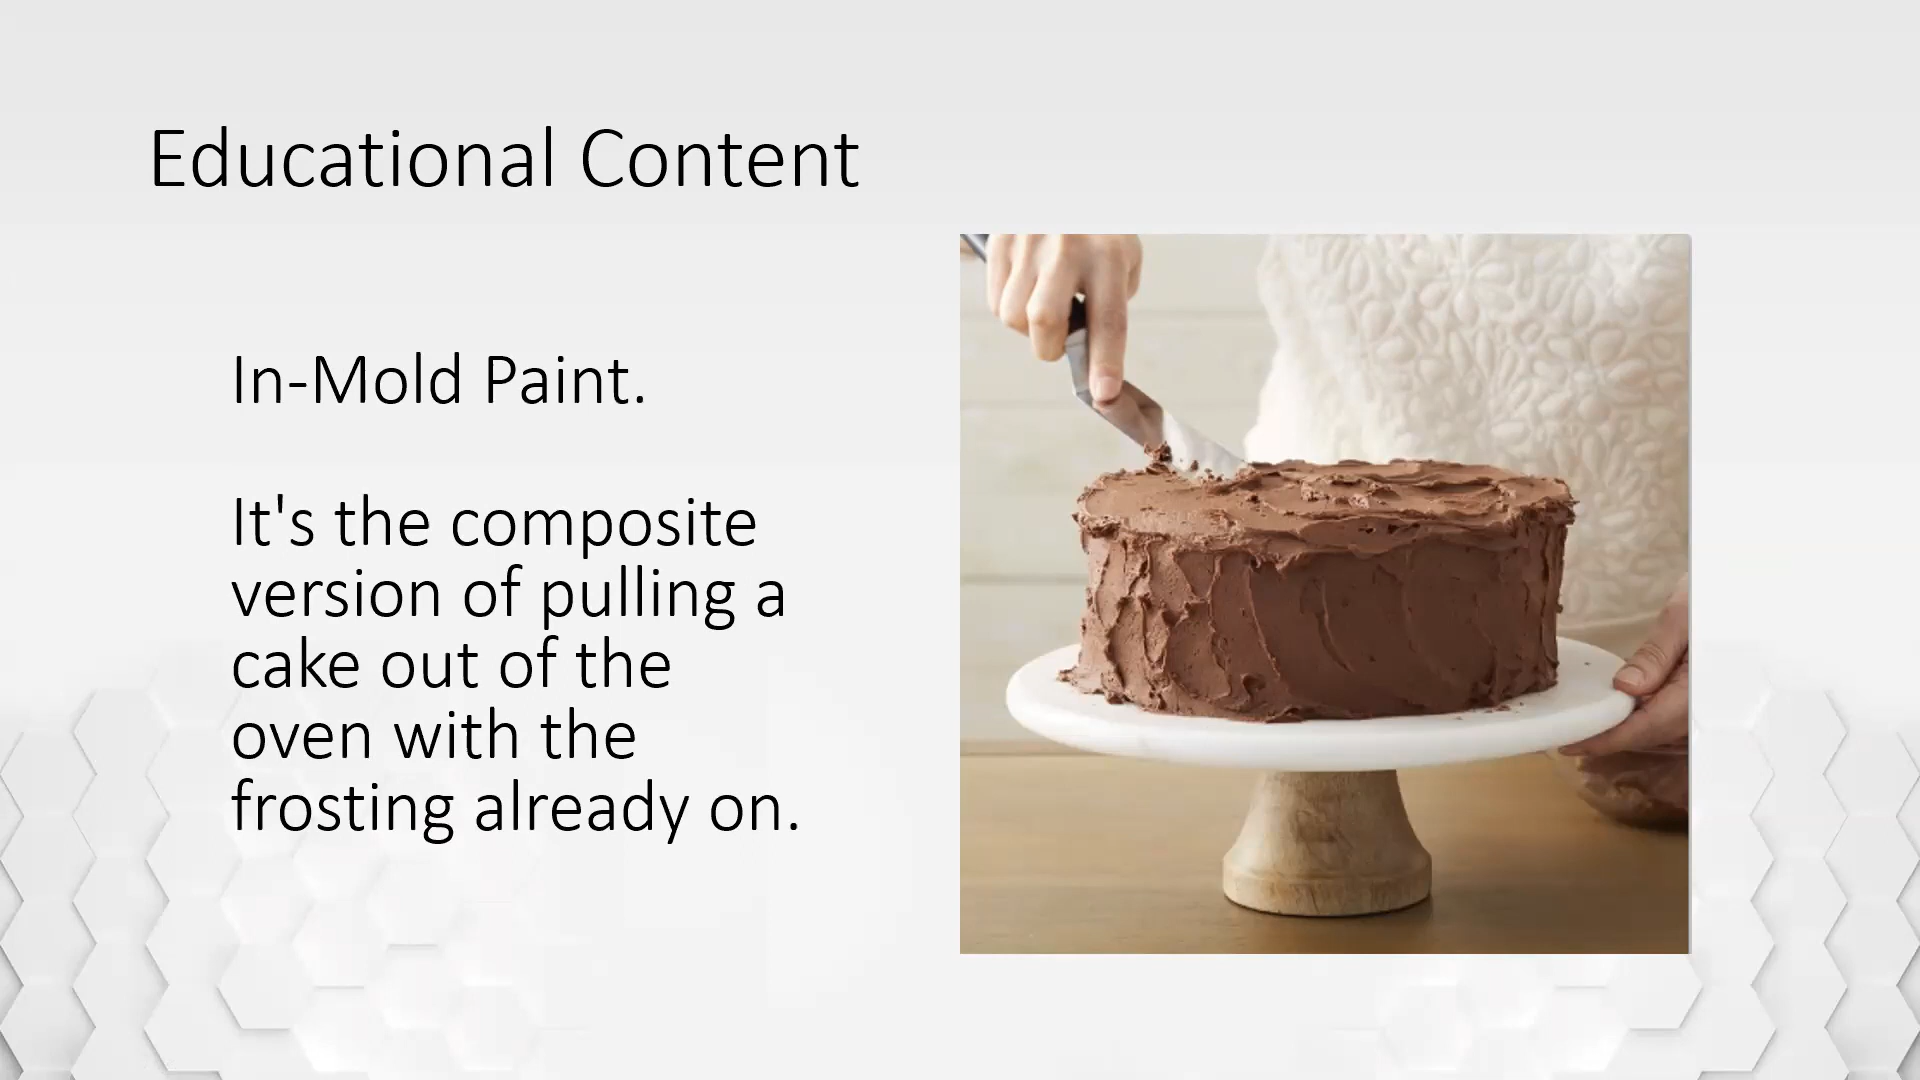 Educational Content
In-Mold Paint.
It's the composite
version of pulling a
cake out of the
oven with the
frosting already on.